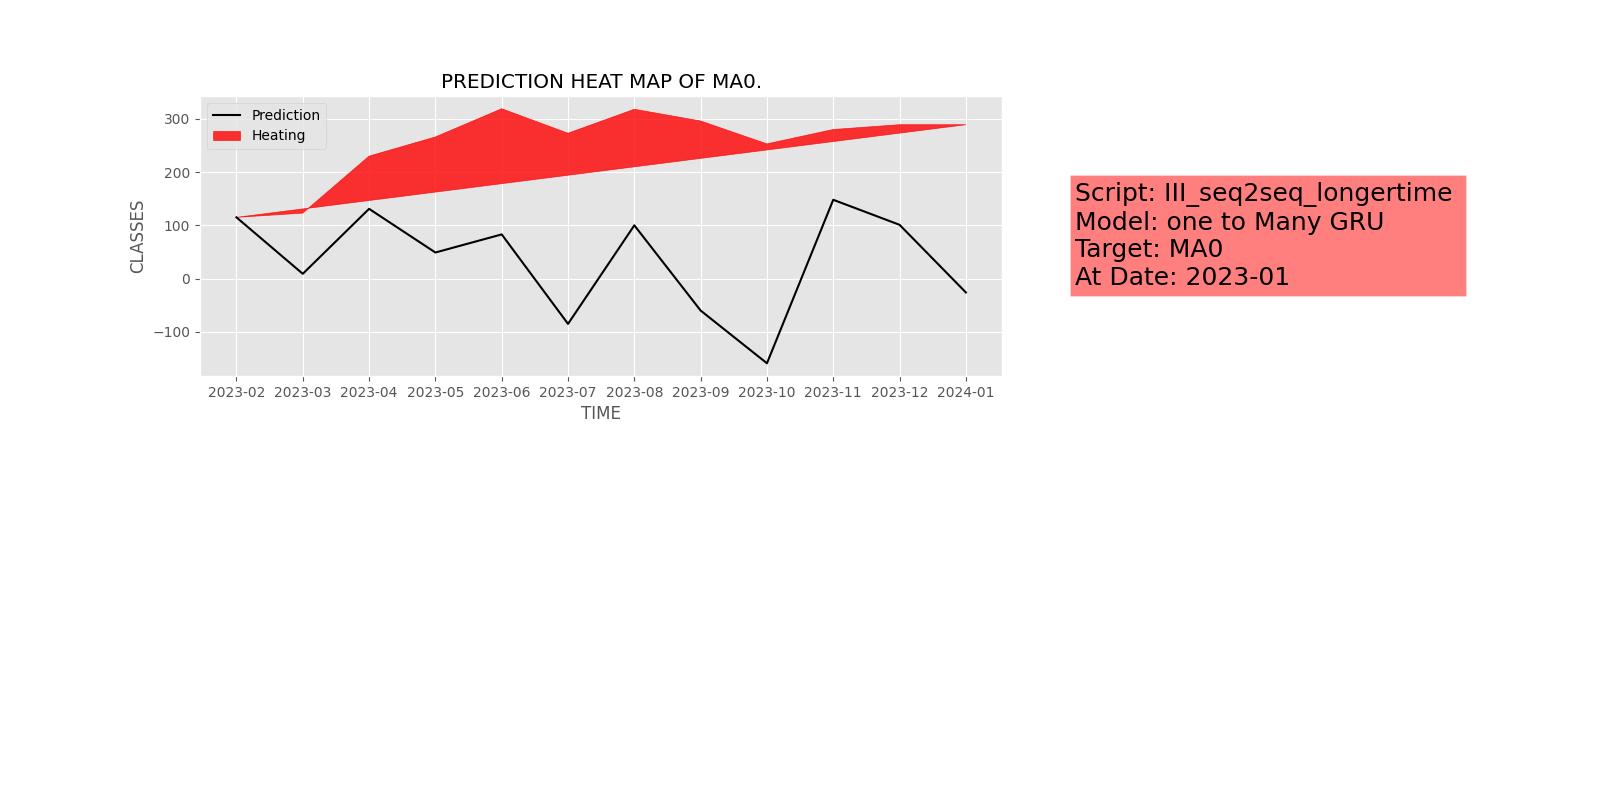 PREDICTION HEAT MAP OF MA0.
Prediction
Heating
300
200
100
0
−100
CLASSES
2023-02 2023-03 2023-04 2023-05 2023-06 2023-07 2023-08 2023-09 2023-10 2023-11 2023-12 2024-01
TIME
Script: III_seq2seq_longertime
Model: one to Many GRU
Target: MA0
At Date: 2023-01